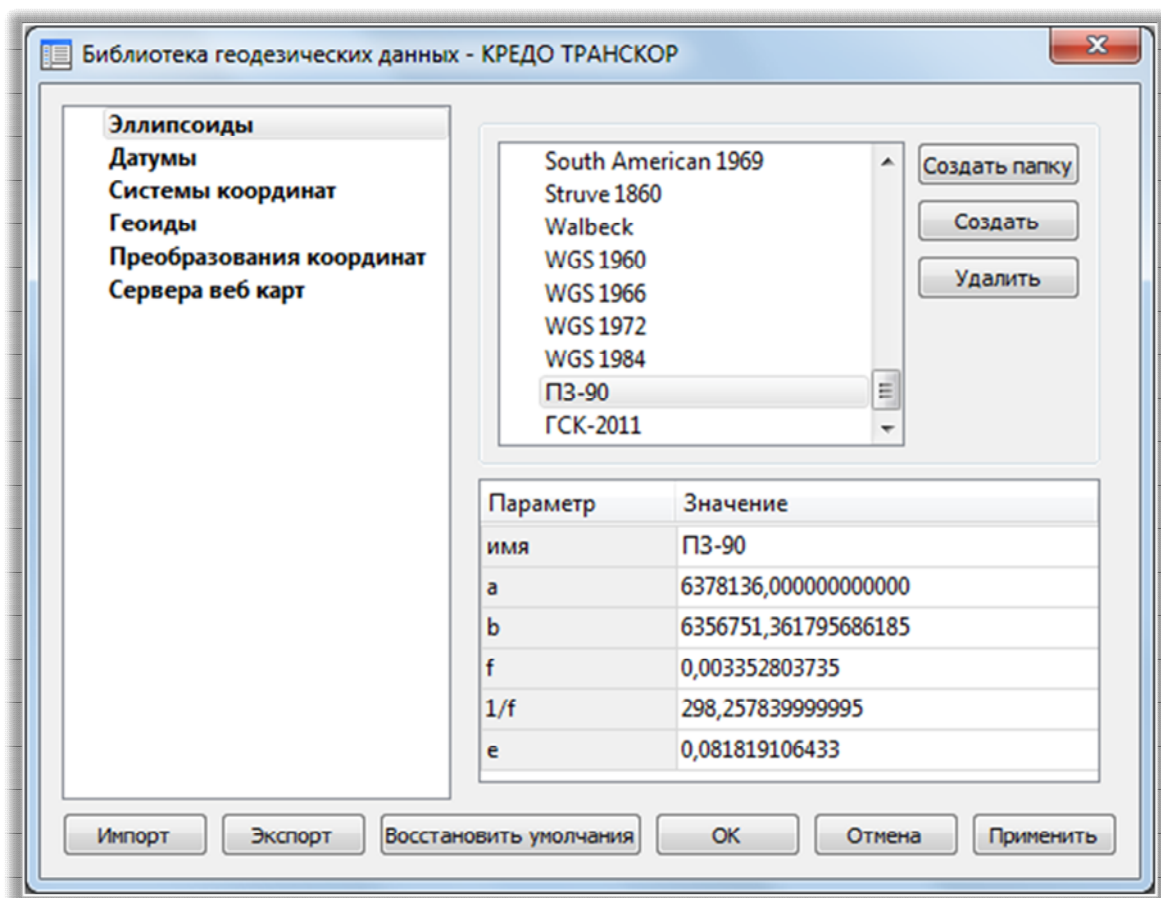 Библиотека геодезических данных - КРЕДО ТРАНСКОР
Эллипсоиды
Датумы
Системы координат
Геоиды
Преобразования координат
Сервера веб карт
South American 1969
Struve 1860
Walbeck
WGS 1960
WGS 1966
WGS 1972
WGS 1984
ПЗ-90
ГСК-2011
Создать папку
Создать
Удалить
Параметр Значение
имя ПЗ-90
a 6378136,000000000000
b 6356751,361795686185
f 0,003352803735
1/f 298,257839999995
e 0,081819106433
Импорт Экспорт Восстановить умолчания OK Отмена Применить